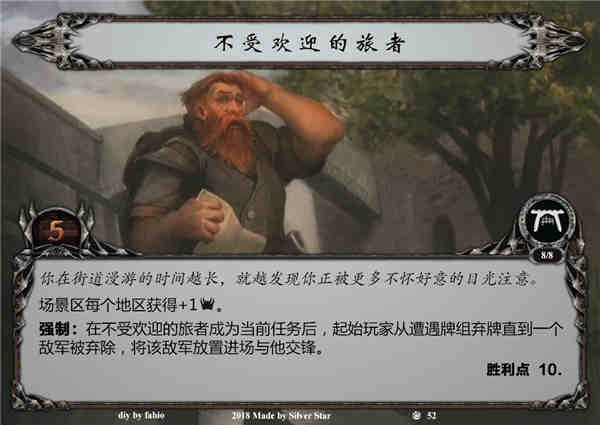 不受欢迎的旅者
5
8/8
你在街道漫游的时间越长，就越发现你正被更多不怀好意的目光注意。
场景区每个地区获得+1。
强制：在不受欢迎的旅者成为当前任务后，起始玩家从遭遇牌组弃牌直到一个
敌军被弃除，将该敌军放置进场与他交锋。
胜利点 10.
diy by fabio 2018 Made by Silver Star 52